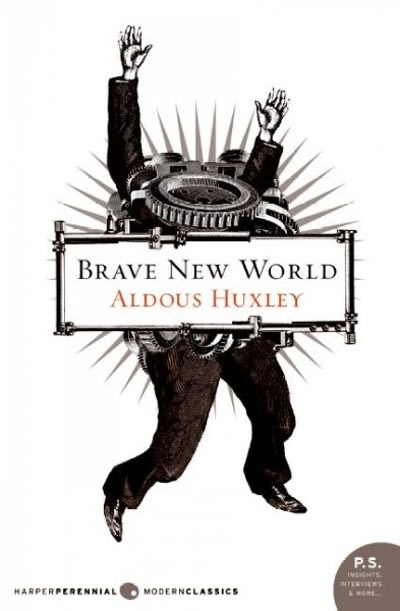 BRAVE NEW WORLD
ALDOUS HUXLEY
P.S.
INSIGHTS,
INTERVIEWS
& MORE...
HARPERPERENNIAL MODERNCLASSICS